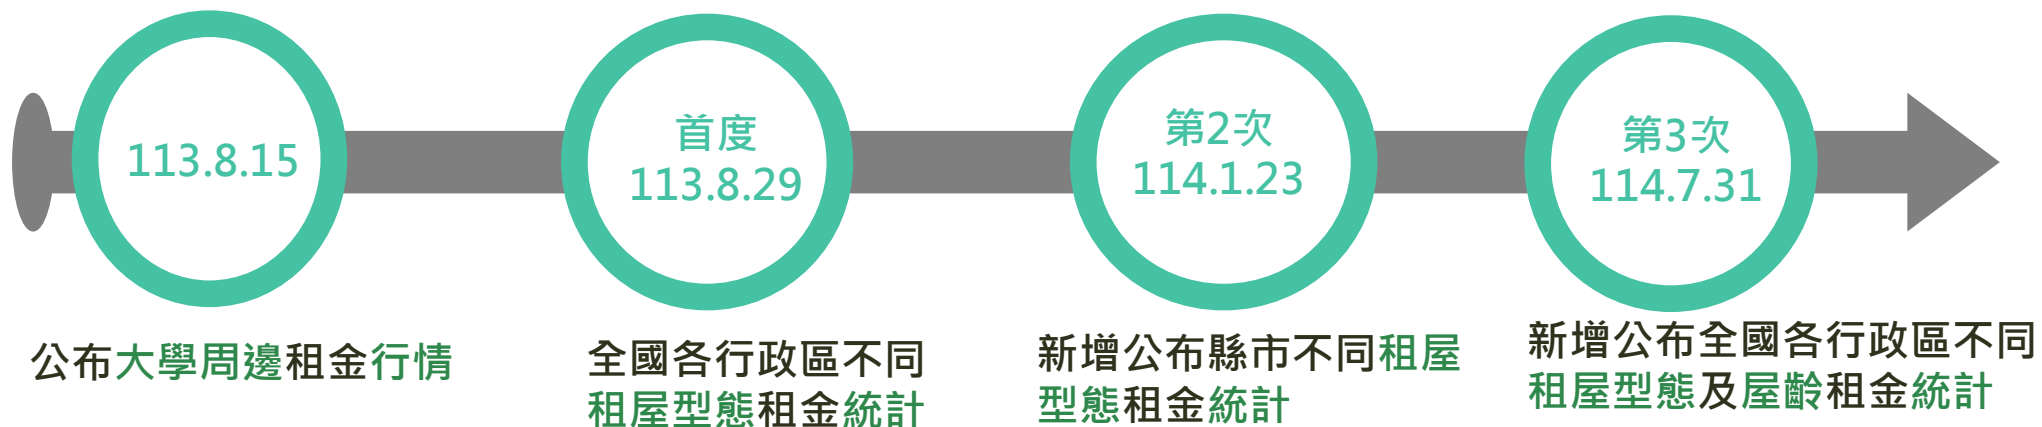 113.8.15
公布大學周邊租金行情
首度
113.8.29
全國各行政區不同
租屋型態租金統計
第2次
114.1.23
新增公布縣市不同租屋
型態租金統計
第3次
114.7.31
新增公布全國各行政區不同
租屋型態及屋齡租金統計